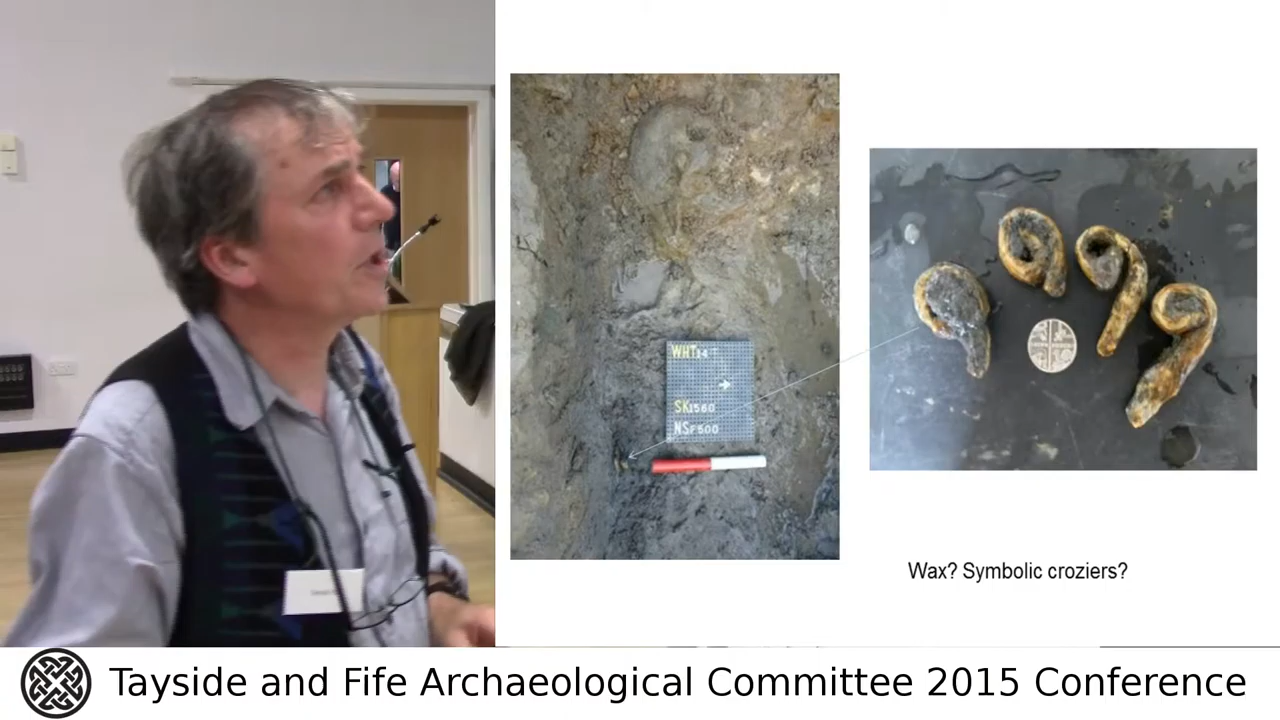 WHT14
SK1560
NSF500
Wax? Symbolic croziers?
Tayside and Fife Archaeological Committee 2015 Conference